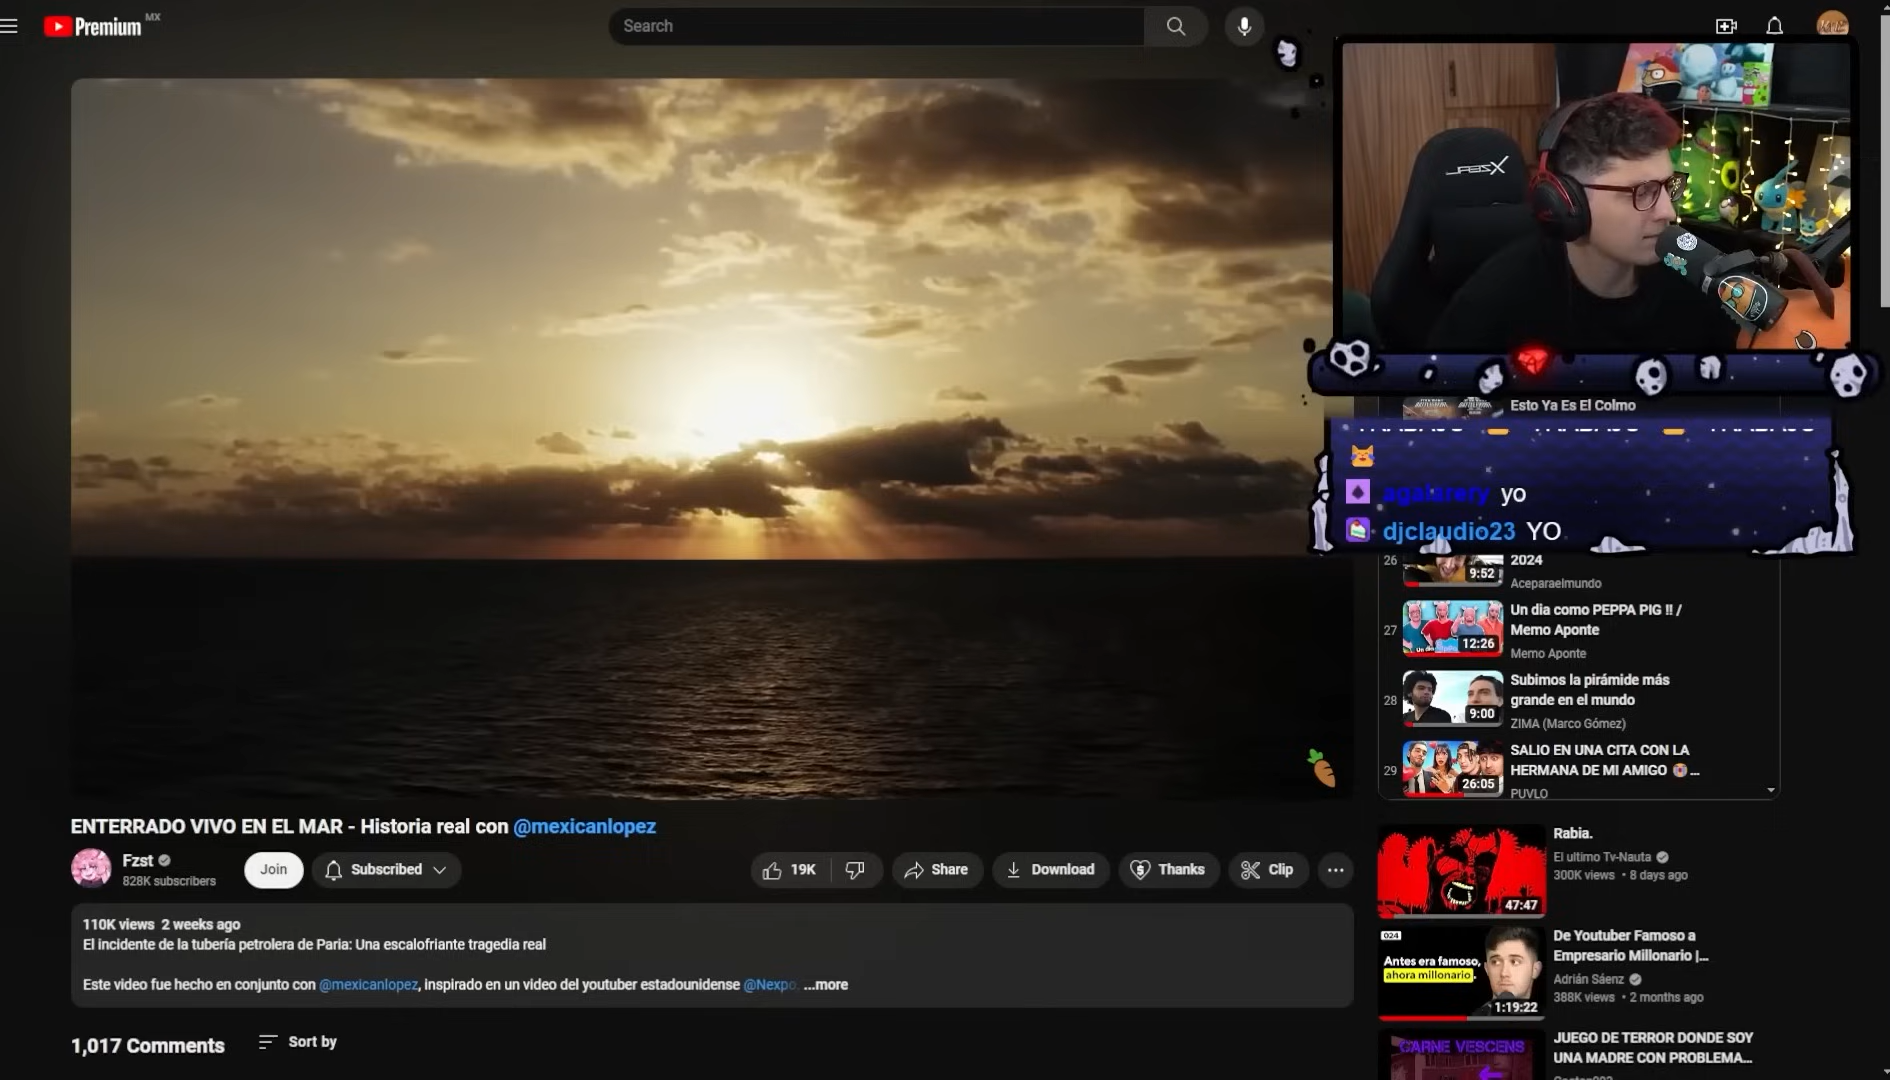 Premium MX
Search
Esto Ya Es El Colmo
agalarery yo
djclaudio23 YO
26
9:52
2024
Aceparaelmundo
27
12:26
Un dia como PEPPA PIG !! /
Memo Aponte
Memo Aponte
28
9:00
Subimos la pirámide más
grande en el mundo
ZIMA (Marco Gómez)
29
26:05
SALIO EN UNA CITA CON LA
HERMANA DE MI AMIGO 😭 ...
PUVLO
ENTERRADO VIVO EN EL MAR - Historia real con @mexicanlopez
Fzst
828K subscribers
Join
Subscribed
19K
Share
Download
Thanks
Clip
110K views 2 weeks ago
El incidente de la tubería petrolera de Paria: Una escalofriante tragedia real
Este video fue hecho en conjunto con @mexicanlopez, inspirado en un video del youtuber estadounidense @Nexpo ...more
1,017 Comments
Sort by
47:47
Rabia.
El ultimo Tv-Nauta
300K views • 8 days ago
024
Antes era famoso,
ahora millonario.
1:19:22
De Youtuber Famoso a
Empresario Millonario |...
Adrián Sáenz
388K views • 2 months ago
CARNE VESCENS
JUEGO DE TERROR DONDE SOY
UNA MADRE CON PROBLEMA...